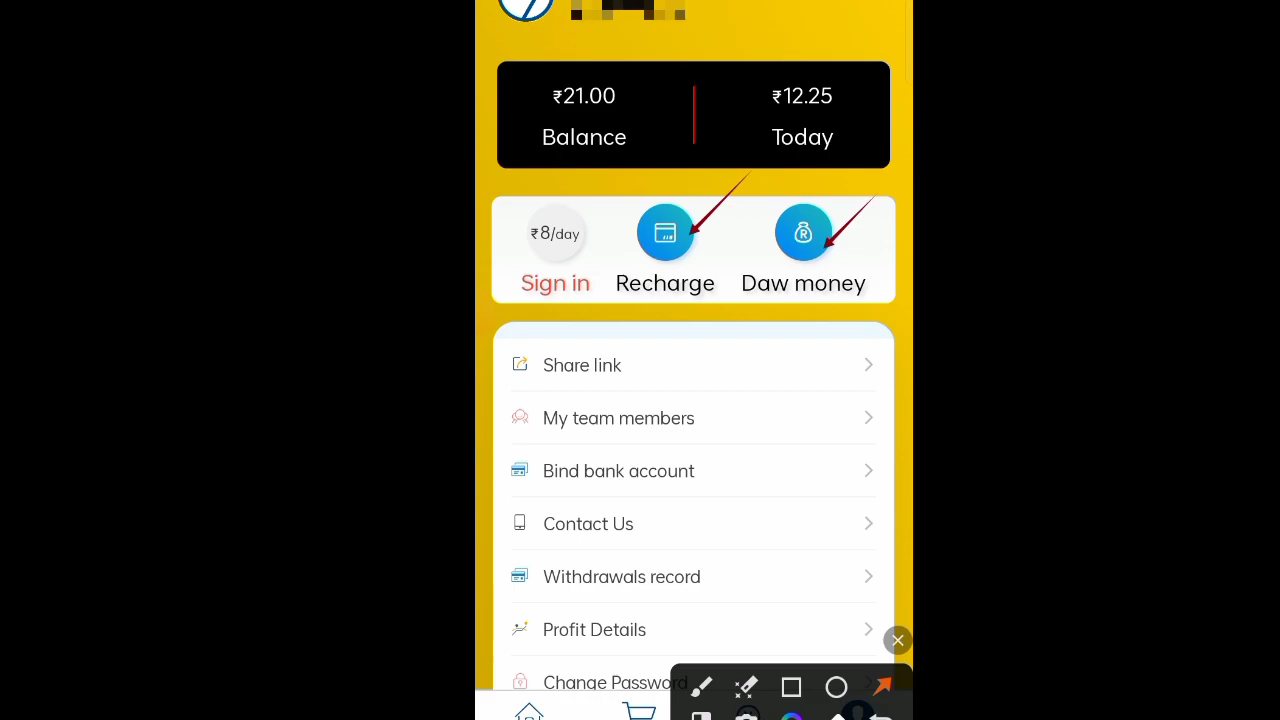 ₹21.00 ₹12.25
Balance Today
₹8/day
Sign in Recharge Daw money
Share link
My team members
Bind bank account
Contact Us
Withdrawals record
Profit Details
Change Password